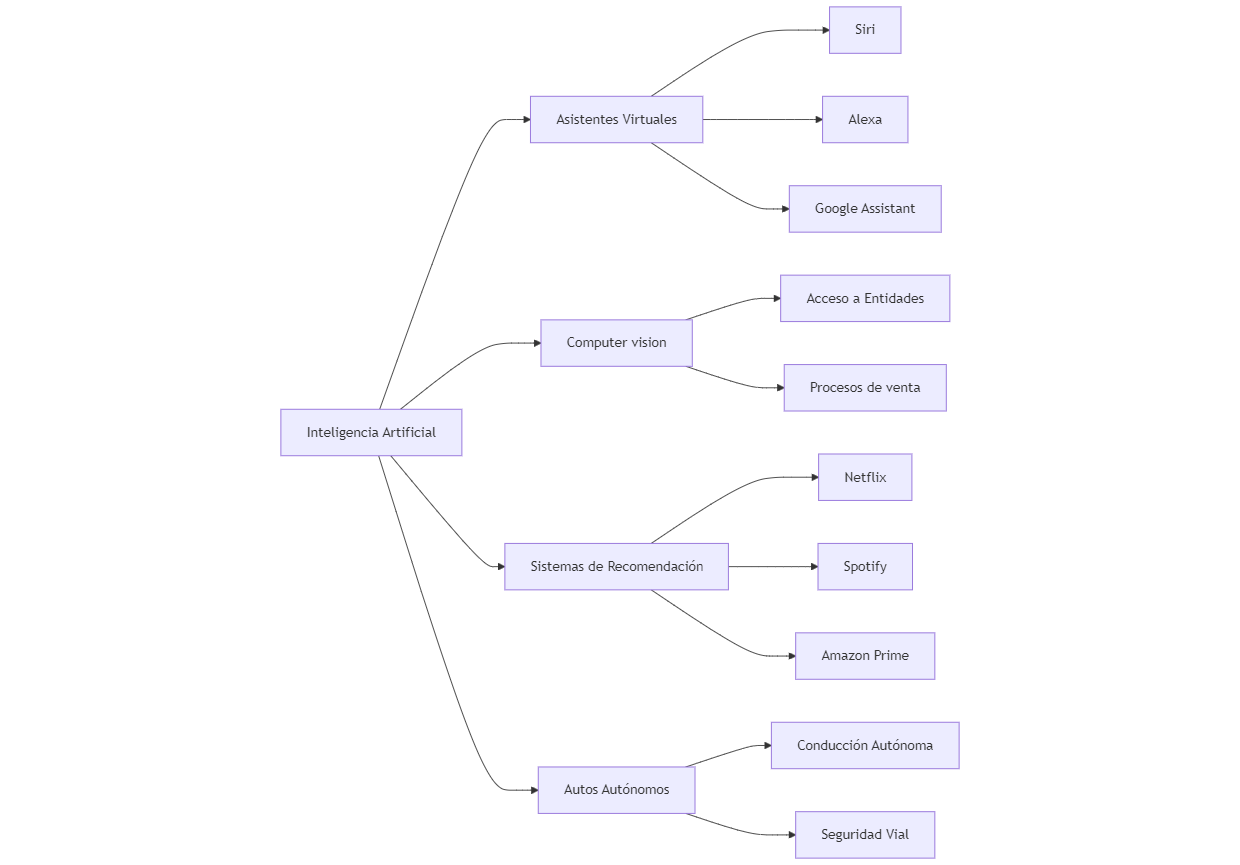 Siri
Asistentes Virtuales
Alexa
Google Assistant
Acceso a Entidades
Computer vision
Procesos de venta
Inteligencia Artificial
Netflix
Sistemas de Recomendación
Spotify
Amazon Prime
Conducción Autónoma
Autos Autónomos
Seguridad Vial